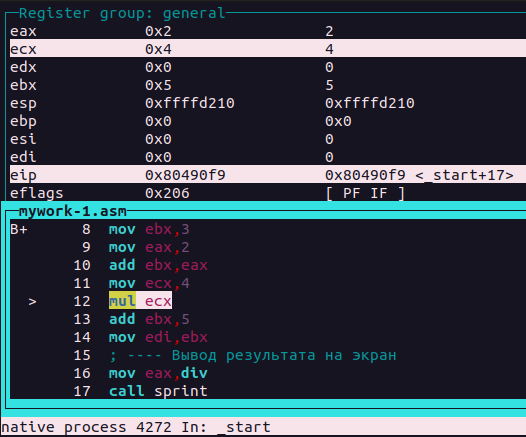 Register group: general
eax 0x2 2
ecx 0x4 4
edx 0x0 0
ebx 0x5 5
esp 0xffffd210 0xffffd210
ebp 0x0 0x0
esi 0x0 0
edi 0x0 0
eip 0x80490f9 0x80490f9 <_start+17>
eflags 0x206 [ PF IF ]
mywork-1.asm
B+ 8 mov ebx,3
9 mov eax,2
10 add ebx,eax
11 mov ecx,4
> 12 mul ecx
13 add ebx,5
14 mov edi,ebx
15 ; ---- Вывод результата на экран
16 mov eax,div
17 call sprint
native process 4272 In: _start